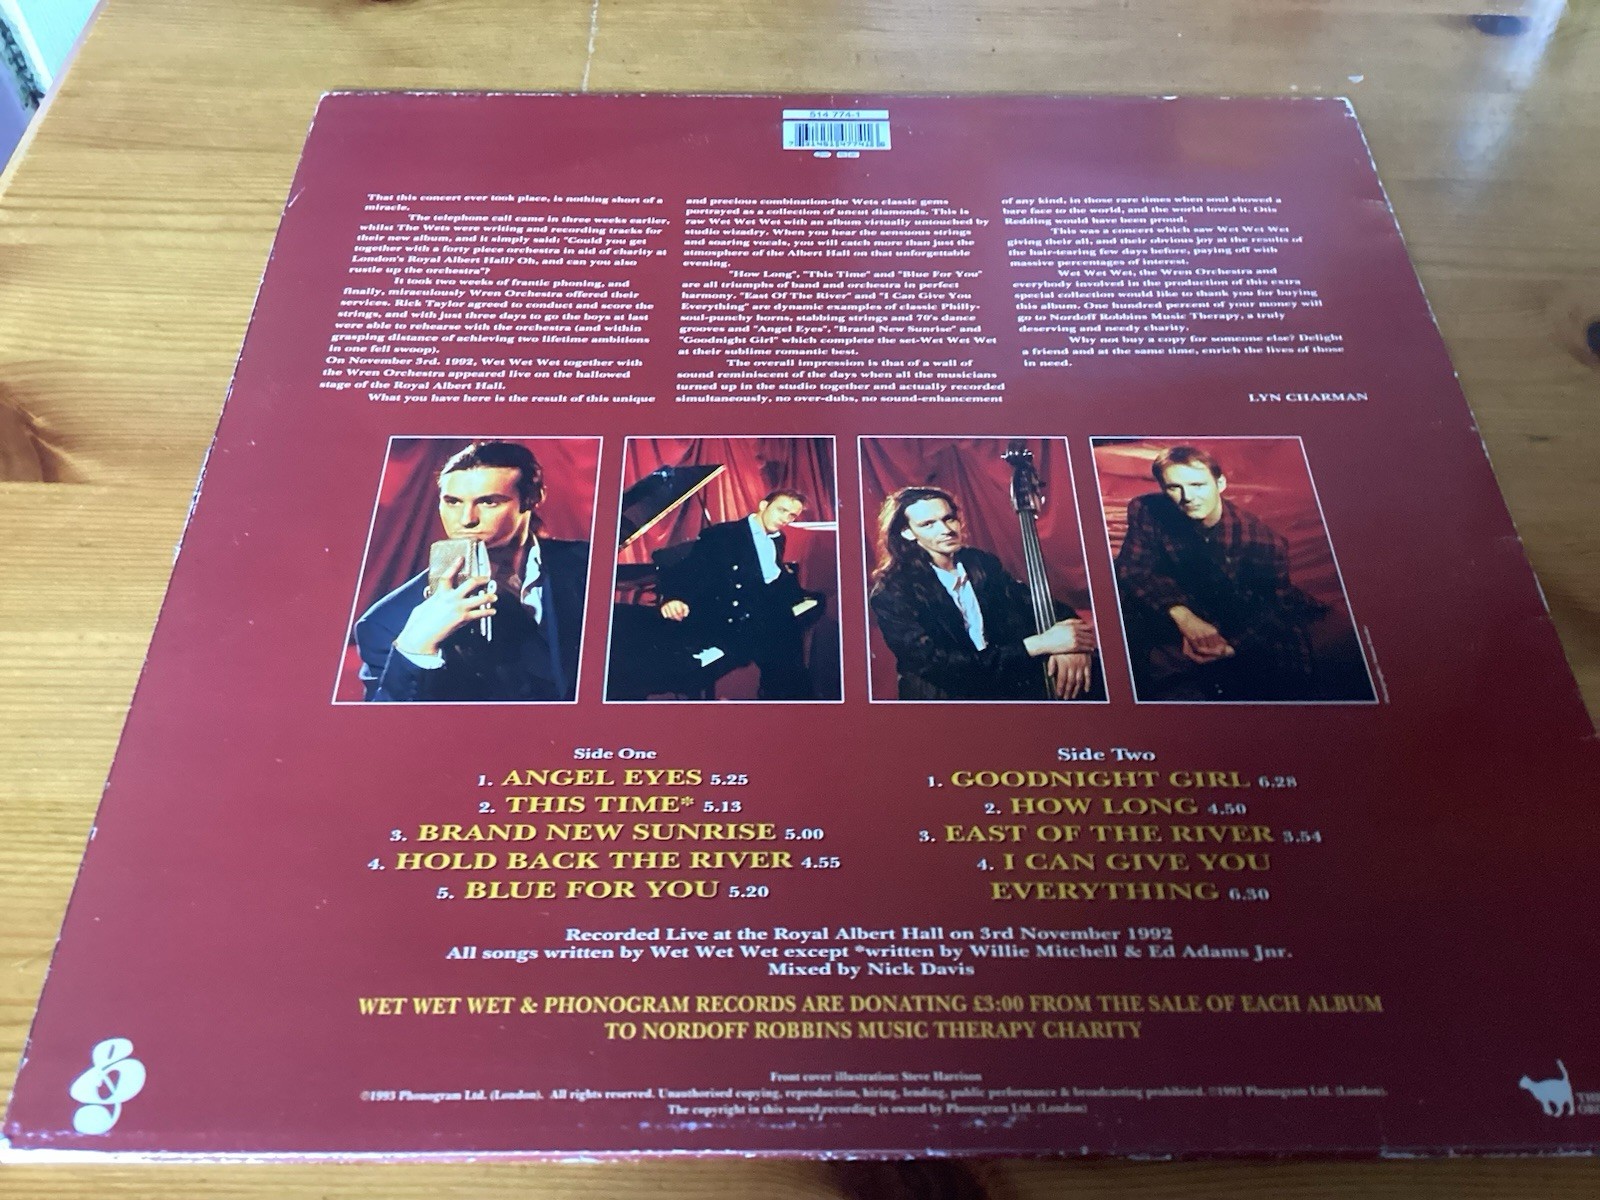 514 774-1
That this concert ever took place, is nothing short of a
miracle.
The telephone call came in three weeks earlier,
whilst The Wets were writing and recording tracks for
their new album, and it simply said: "Could you get
together with a forty piece orchestra in aid of charity at
London's Royal Albert Hall? Oh, and can you also
rustle up the orchestra"?
It took two weeks of frantic phoning, and
finally, miraculously Wren Orchestra offered their
services. Rick Taylor agreed to conduct and score the
strings, and with just three days to go the boys at last
were able to rehearse with the orchestra (and within
grasping distance of achieving two lifetime ambitions
in one fell swoop).
On November 3rd. 1992, Wet Wet Wet together with
the Wren Orchestra appeared live on the hallowed
stage of the Royal Albert Hall.
What you have here is the result of this unique
and precious combination-the Wets classic gems
portrayed as a collection of uncut diamonds. This is
raw Wet Wet Wet with an album virtually untouched by
studio wizadry. When you hear the sensuous strings
and soaring vocals, you will catch more than just the
atmosphere of the Albert Hall on that unforgettable
evening.
"How Long", "This Time" and "Blue For You"
are all triumphs of band and orchestra in perfect
harmony. "East Of The River" and "I Can Give You
Everything" are dynamic examples of classic Philly-
soul-punchy horns, stabbing strings and 70's dance
grooves and "Angel Eyes", "Brand New Sunrise" and
"Goodnight Girl" which complete the set-Wet Wet Wet
at their sublime romantic best.
The overall impression is that of a wall of
sound reminiscent of the days when all the musicians
turned up in the studio together and actually recorded
simultaneously, no over-dubs, no sound-enhancement
of any kind, in those rare times when soul showed a
bare face to the world, and the world loved it. Otis
Redding would have been proud.
This was a concert which saw Wet Wet Wet
giving their all, and their obvious joy at the results of
the hair-tearing few days before, paying off with
massive percentages of interest.
Wet Wet Wet, the Wren Orchestra and
everybody involved in the production of this extra
special collection would like to thank you for buying
this album. One hundred percent of your money will
go to Nordoff Robbins Music Therapy, a truly
deserving and needy charity.
Why not buy a copy for someone else? Delight
a friend and at the same time, enrich the lives of those
in need.
LYN CHARMAN
Side One
1. ANGEL EYES 5.25
2. THIS TIME* 5.13
3. BRAND NEW SUNRISE 5.00
4. HOLD BACK THE RIVER 4.55
5. BLUE FOR YOU 5.20
Side Two
1. GOODNIGHT GIRL 6.28
2. HOW LONG 4.50
3. EAST OF THE RIVER 3.54
4. I CAN GIVE YOU
EVERYTHING 6.30
Recorded Live at the Royal Albert Hall on 3rd November 1992
All songs written by Wet Wet Wet except *written by Willie Mitchell & Ed Adams Jnr.
Mixed by Nick Davis
WET WET WET & PHONOGRAM RECORDS ARE DONATING £3:00 FROM THE SALE OF EACH ALBUM
TO NORDOFF ROBBINS MUSIC THERAPY CHARITY
Front cover illustration: Steve Harrison
©1993 Phonogram Ltd. (London). All rights reserved. Unauthorised copying, reproduction, hiring, lending, public performance & broadcasting prohibited. ℗1993 Phonogram Ltd. (London).
The copyright in this sound recording is owned by Phonogram Ltd. (London)